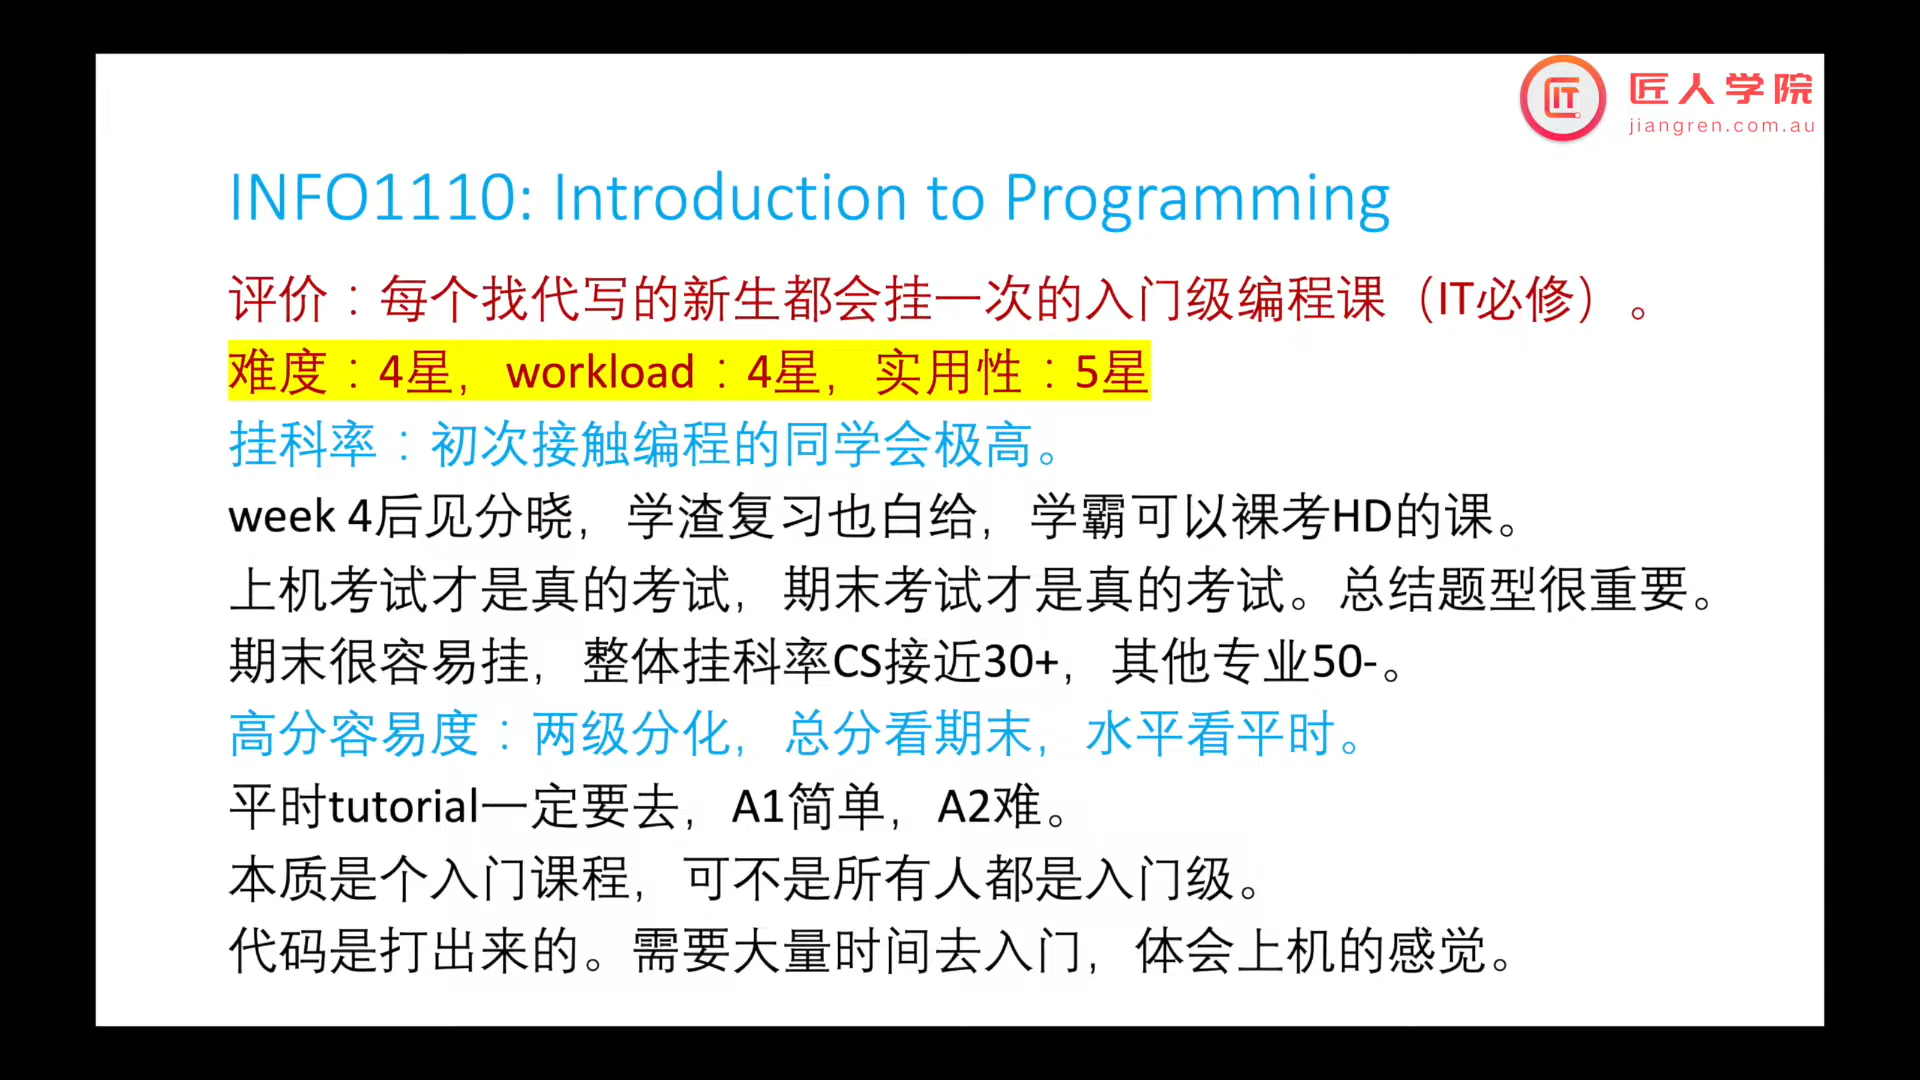 匠人学院
jiangren.com.au
INFO1110: Introduction to Programming
评价：每个找代写的新生都会挂一次的入门级编程课（IT必修）。
难度：4星，workload：4星，实用性：5星
挂科率：初次接触编程的同学会极高。
week 4后见分晓，学渣复习也白给，学霸可以裸考HD的课。
上机考试才是真的考试，期末考试才是真的考试。总结题型很重要。
期末很容易挂，整体挂科率CS接近30+，其他专业50-。
高分容易度：两级分化，总分看期末，水平看平时。
平时tutorial一定要去，A1简单，A2难。
本质是个入门课程，可不是所有人都是入门级。
代码是打出来的。需要大量时间去入门，体会上机的感觉。